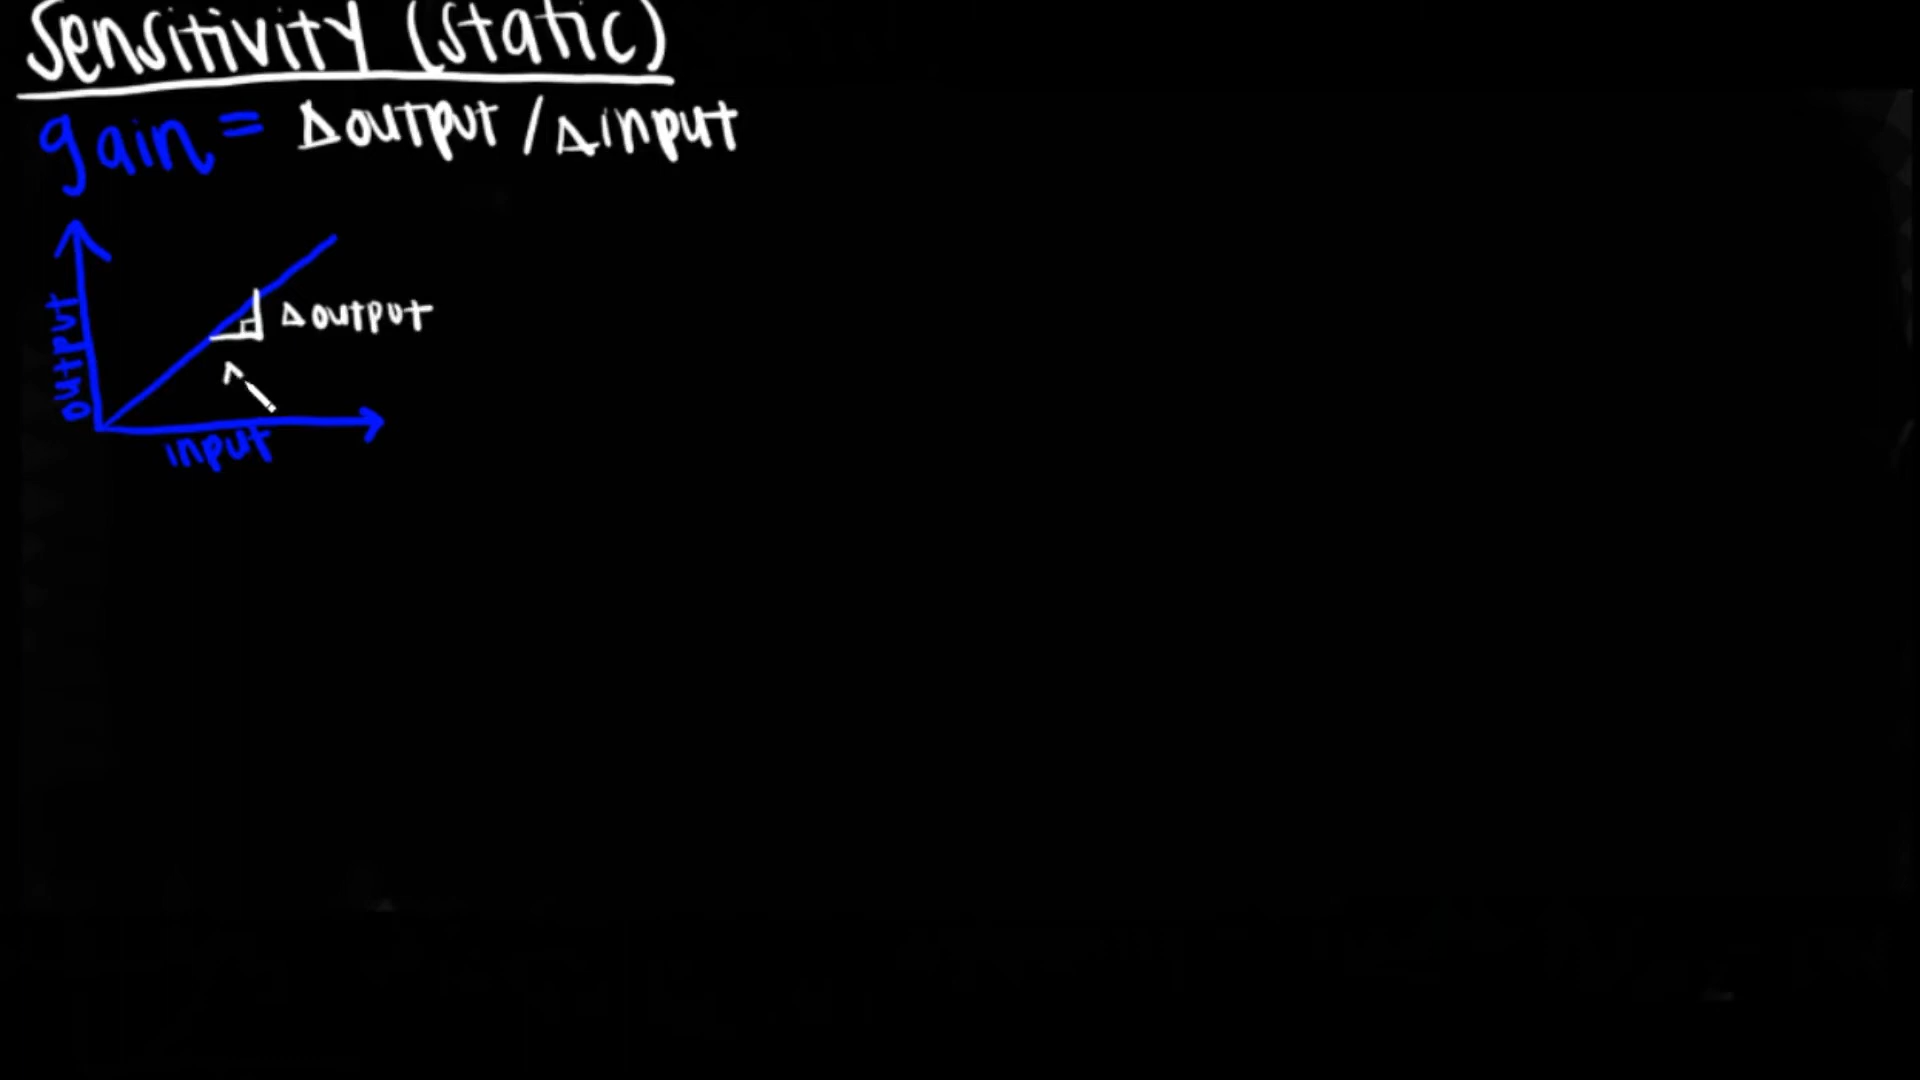 Sensitivity (Static)
gain = Δoutput / Δinput
output
Δoutput
input